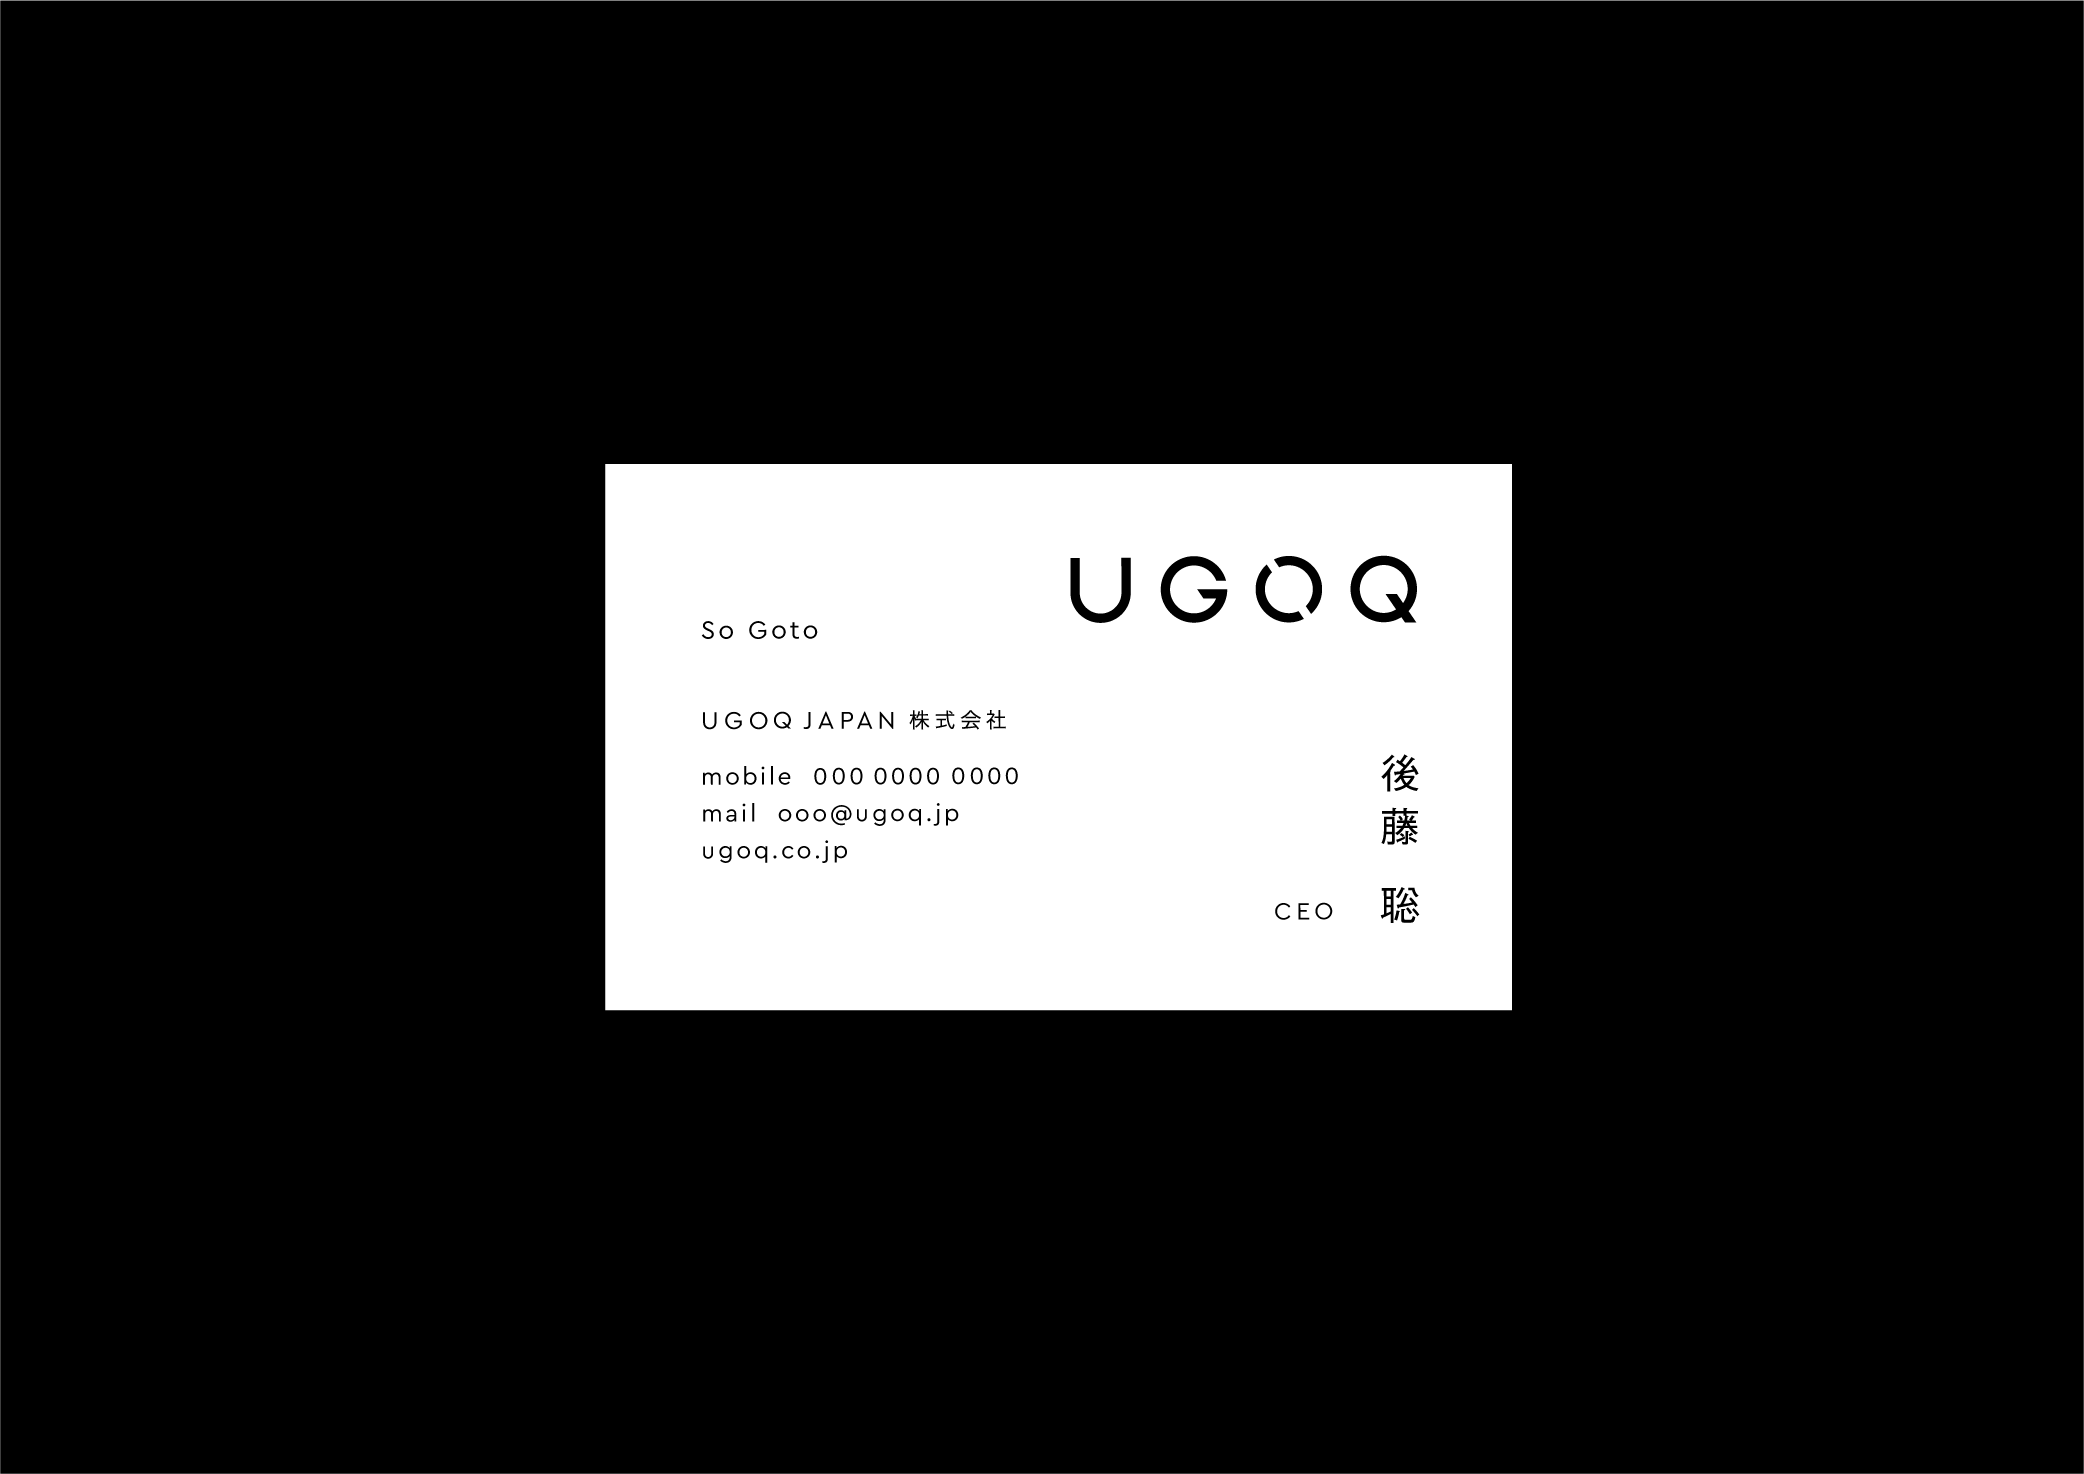 UGOQ
So Goto
UGOQ JAPAN 株式会社
mobile 000 0000 0000
mail ooo@ugoq.jp
ugoq.co.jp
後藤 聡
CEO